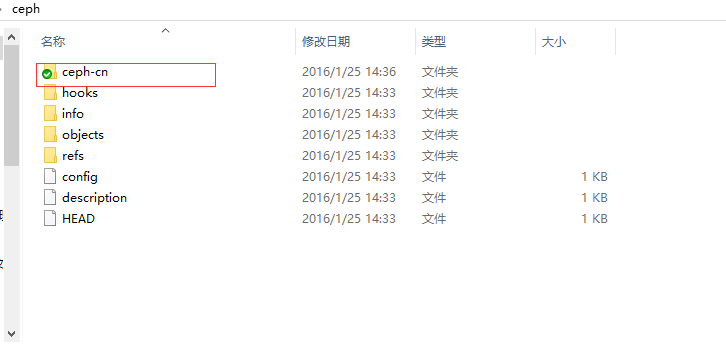 ceph
名称 修改日期 类型 大小
ceph-cn 2016/1/25 14:36 文件夹
hooks 2016/1/25 14:33 文件夹
info 2016/1/25 14:33 文件夹
objects 2016/1/25 14:33 文件夹
refs 2016/1/25 14:33 文件夹
config 2016/1/25 14:33 文件 1 KB
description 2016/1/25 14:33 文件 1 KB
HEAD 2016/1/25 14:33 文件 1 KB